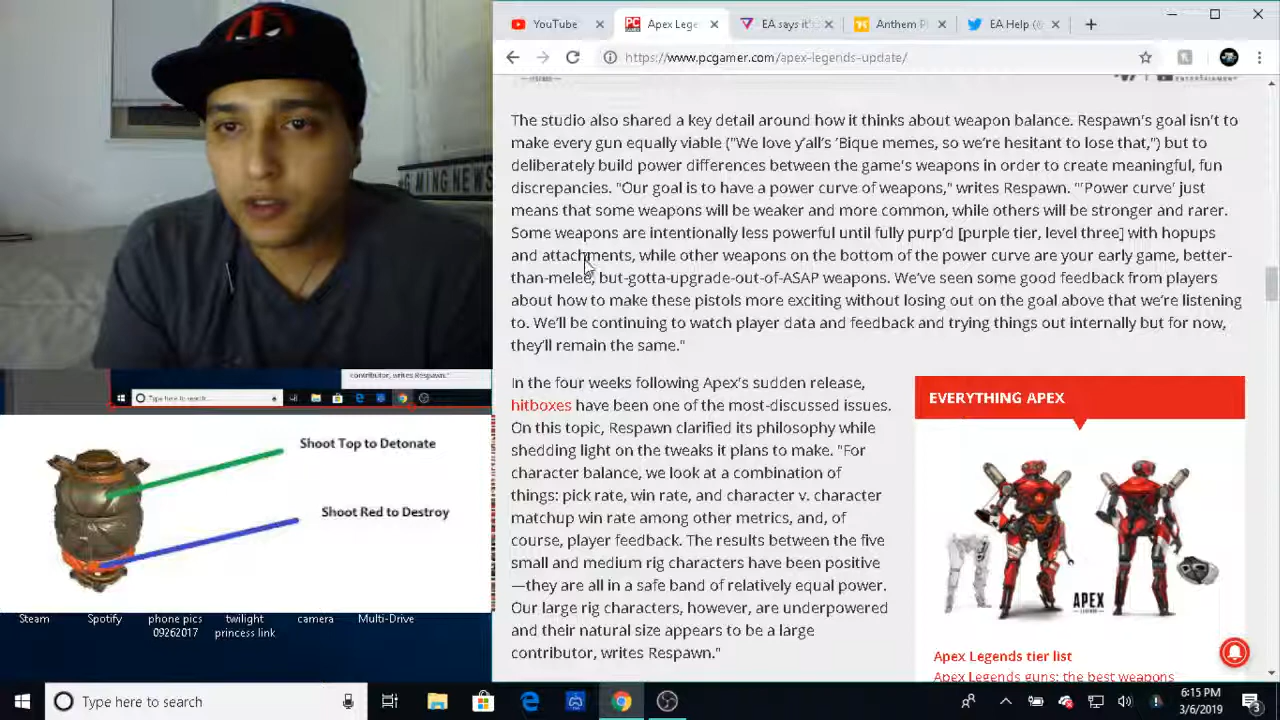 YouTube
Apex Lege
EA says it's
Anthem P
EA Help (@
https://www.pcgamer.com/apex-legends-update/
The studio also shared a key detail around how it thinks about weapon balance. Respawn's goal isn't to
make every gun equally viable ("We love y'all's 'Bique memes, so we're hesitant to lose that,") but to
deliberately build power differences between the game's weapons in order to create meaningful, fun
discrepancies. "Our goal is to have a power curve of weapons," writes Respawn. "'Power curve' just
means that some weapons will be weaker and more common, while others will be stronger and rarer.
Some weapons are intentionally less powerful until fully purp'd [purple tier, level three] with hopups
and attachments, while other weapons on the bottom of the power curve are your early game, better-
than-melee, but-gotta-upgrade-out-of-ASAP weapons. We've seen some good feedback from players
about how to make these pistols more exciting without losing out on the goal above that we're listening
to. We'll be continuing to watch player data and feedback and trying things out internally but for now,
they'll remain the same."
In the four weeks following Apex's sudden release,
hitboxes have been one of the most-discussed issues.
On this topic, Respawn clarified its philosophy while
shedding light on the tweaks it plans to make. "For
character balance, we look at a combination of
things: pick rate, win rate, and character v. character
matchup win rate among other metrics, and, of
course, player feedback. The results between the five
small and medium rig characters have been positive
—they are all in a safe band of relatively equal power.
Our large rig characters, however, are underpowered
and their natural size appears to be a large
contributor, writes Respawn."
EVERYTHING APEX
APEX
Apex Legends tier list
Apex Legends guns: the best weapons
G MING NEWS
contributor, writes Respawn."
Type here to search
Shoot Top to Detonate
Shoot Red to Destroy
Steam
Spotify
phone pics
09262017
twilight
princess link
camera
Multi-Drive
Type here to search
6:15 PM
3/6/2019
3